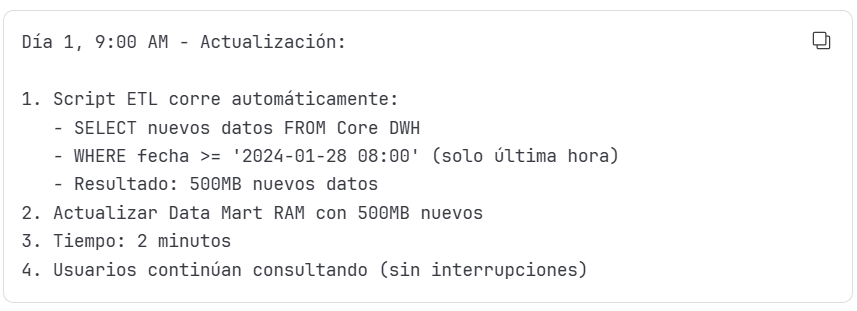 Día 1, 9:00 AM - Actualización:
1. Script ETL corre automáticamente:
- SELECT nuevos datos FROM Core DWH
- WHERE fecha >= '2024-01-28 08:00' (solo última hora)
- Resultado: 500MB nuevos datos
2. Actualizar Data Mart RAM con 500MB nuevos
3. Tiempo: 2 minutos
4. Usuarios continúan consultando (sin interrupciones)